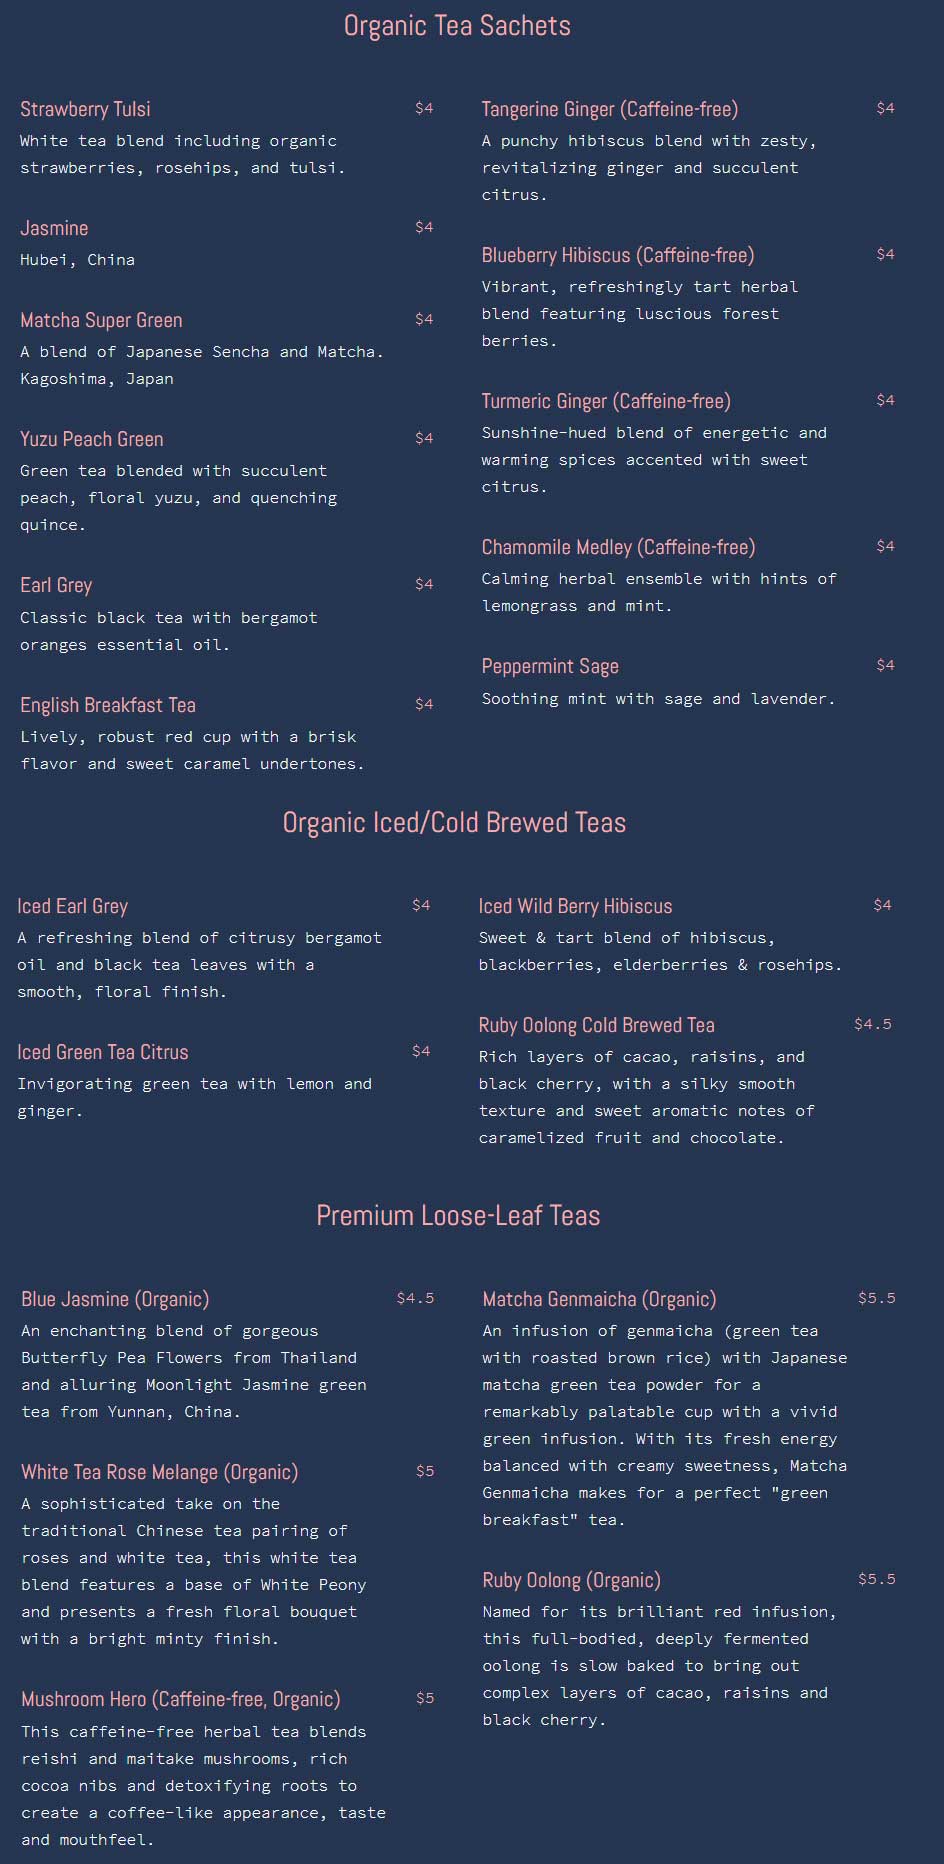 Organic Tea Sachets
Strawberry Tulsi $4
White tea blend including organic
strawberries, rosehips, and tulsi.
Jasmine $4
Hubei, China
Matcha Super Green $4
A blend of Japanese Sencha and Matcha.
Kagoshima, Japan
Yuzu Peach Green $4
Green tea blended with succulent
peach, floral yuzu, and quenching
quince.
Earl Grey $4
Classic black tea with bergamot
oranges essential oil.
English Breakfast Tea $4
Lively, robust red cup with a brisk
flavor and sweet caramel undertones.
Tangerine Ginger (Caffeine-free) $4
A punchy hibiscus blend with zesty,
revitalizing ginger and succulent
citrus.
Blueberry Hibiscus (Caffeine-free) $4
Vibrant, refreshingly tart herbal
blend featuring luscious forest
berries.
Turmeric Ginger (Caffeine-free) $4
Sunshine-hued blend of energetic and
warming spices accented with sweet
citrus.
Chamomile Medley (Caffeine-free) $4
Calming herbal ensemble with hints of
lemongrass and mint.
Peppermint Sage $4
Soothing mint with sage and lavender.
Organic Iced/Cold Brewed Teas
Iced Earl Grey $4
A refreshing blend of citrusy bergamot
oil and black tea leaves with a
smooth, floral finish.
Iced Green Tea Citrus $4
Invigorating green tea with lemon and
ginger.
Iced Wild Berry Hibiscus $4
Sweet & tart blend of hibiscus,
blackberries, elderberries & rosehips.
Ruby Oolong Cold Brewed Tea $4.5
Rich layers of cacao, raisins, and
black cherry, with a silky smooth
texture and sweet aromatic notes of
caramelized fruit and chocolate.
Premium Loose-Leaf Teas
Blue Jasmine (Organic) $4.5
An enchanting blend of gorgeous
Butterfly Pea Flowers from Thailand
and alluring Moonlight Jasmine green
tea from Yunnan, China.
White Tea Rose Melange (Organic) $5
A sophisticated take on the
traditional Chinese tea pairing of
roses and white tea, this white tea
blend features a base of White Peony
and presents a fresh floral bouquet
with a bright minty finish.
Mushroom Hero (Caffeine-free, Organic) $5
This caffeine-free herbal tea blends
reishi and maitake mushrooms, rich
cocoa nibs and detoxifying roots to
create a coffee-like appearance, taste
and mouthfeel.
Matcha Genmaicha (Organic) $5.5
An infusion of genmaicha (green tea
with roasted brown rice) with Japanese
matcha green tea powder for a
remarkably palatable cup with a vivid
green infusion. With its fresh energy
balanced with creamy sweetness, Matcha
Genmaicha makes for a perfect "green
breakfast" tea.
Ruby Oolong (Organic) $5.5
Named for its brilliant red infusion,
this full-bodied, deeply fermented
oolong is slow baked to bring out
complex layers of cacao, raisins and
black cherry.